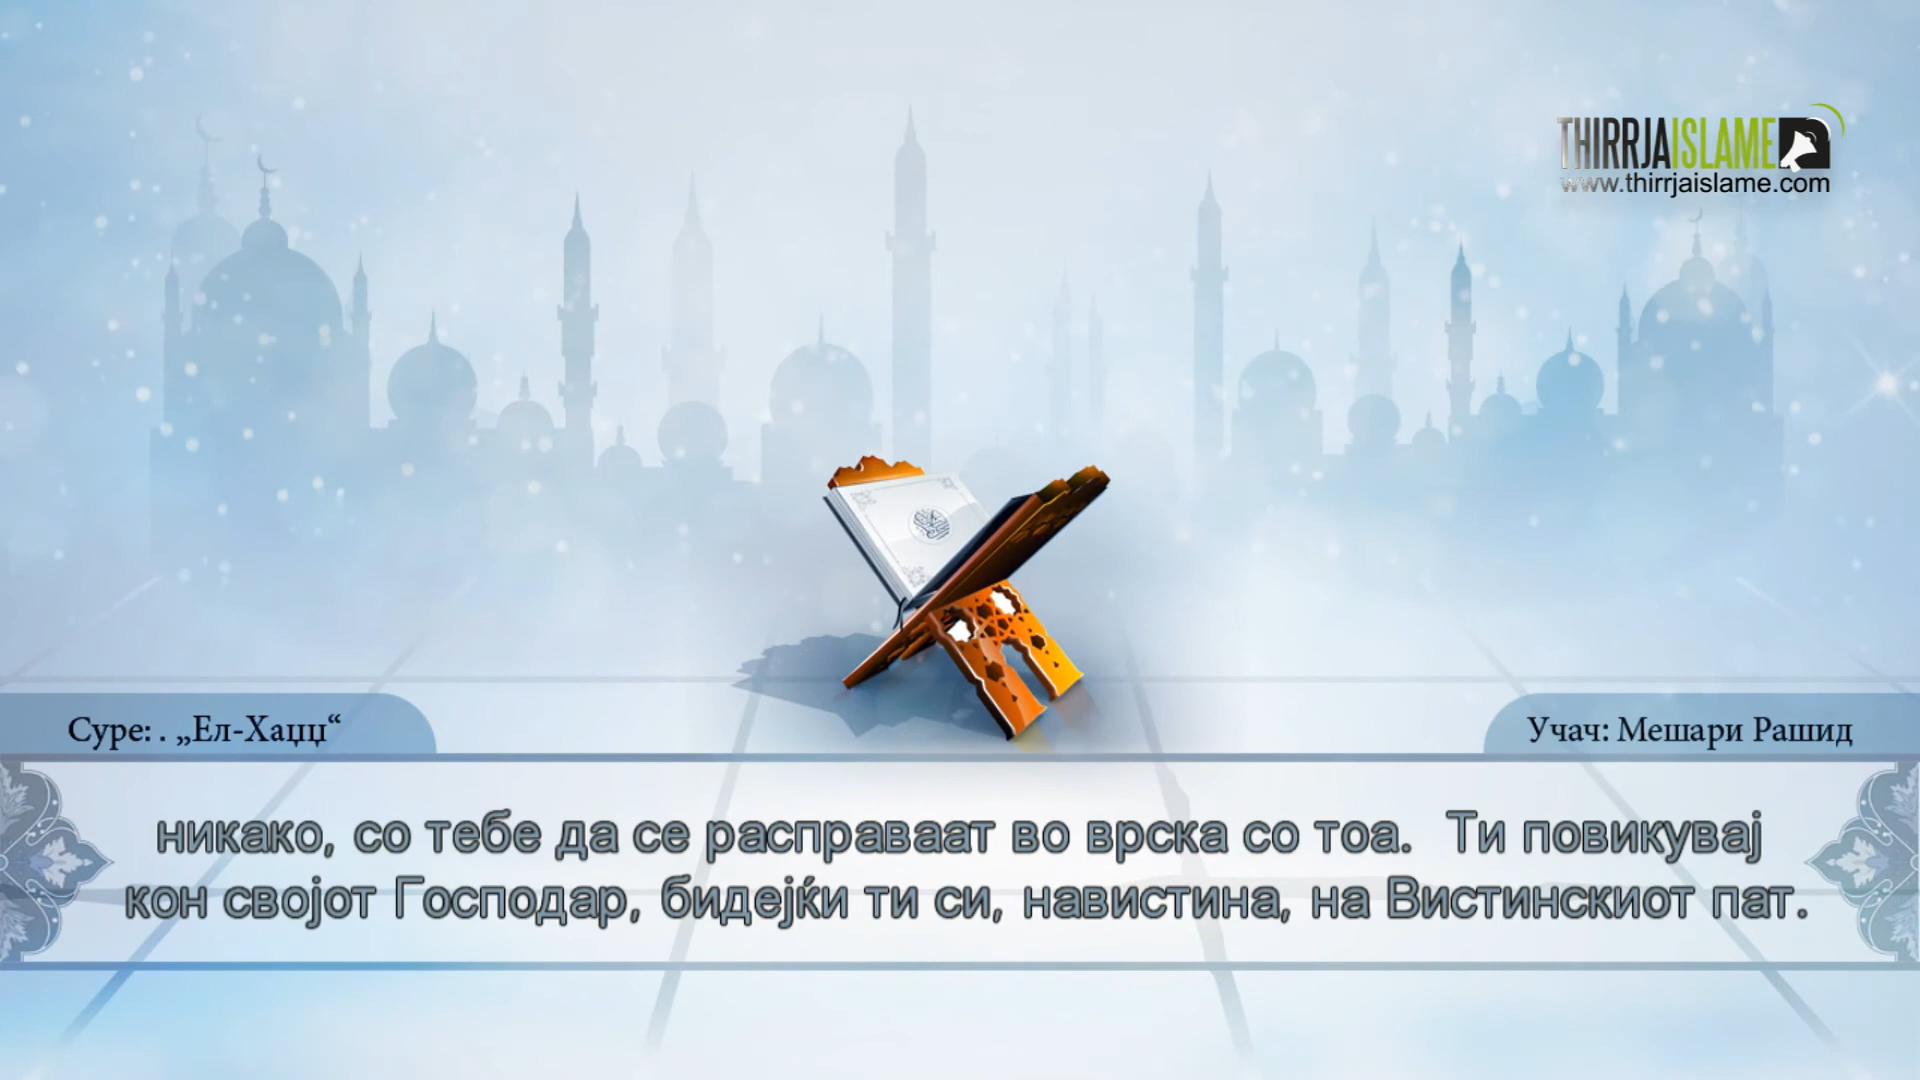 THIRRJAISLAME
www.thirrjaislame.com
Суре: . „Ел-Хаџџ“
Учач: Мешари Рашид
никако, со тебе да се расправаат во врска со тоа. Ти повикувај
кон својот Господар, бидејќи ти си, навистина, на Вистинскиот пат.